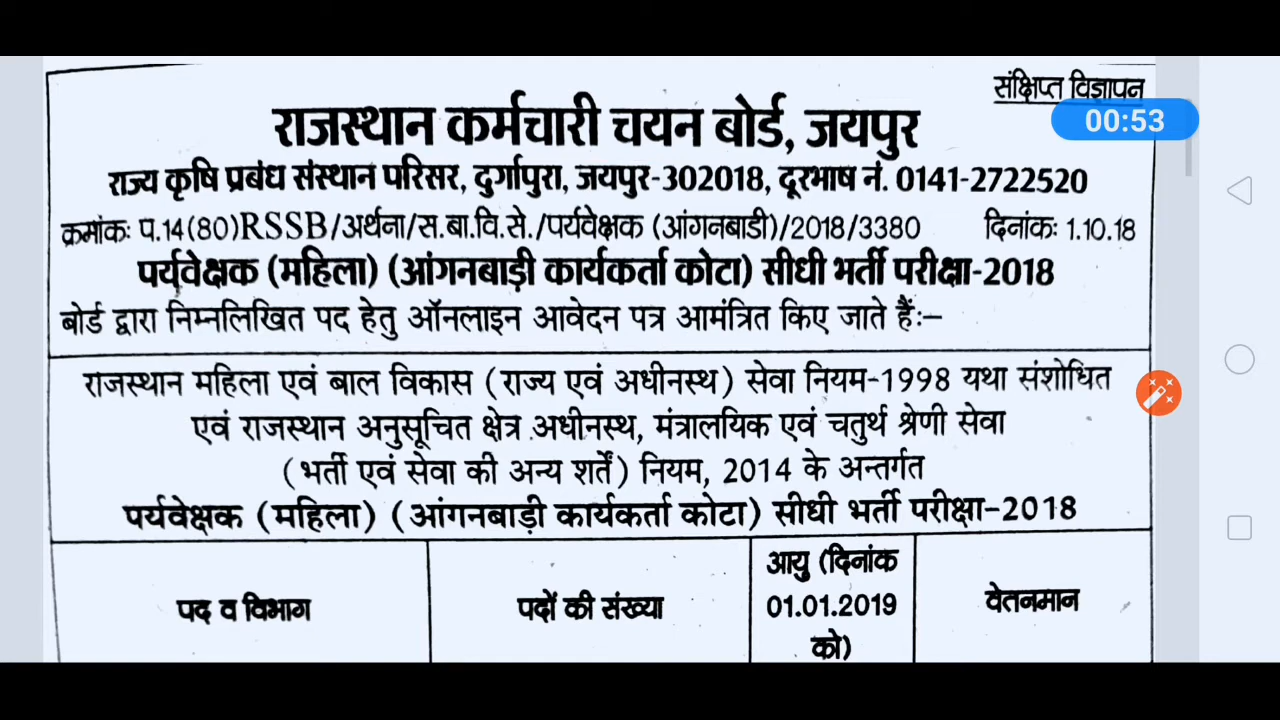 संक्षिप्त विज्ञापन
00:53
राजस्थान कर्मचारी चयन बोर्ड, जयपुर
राज्य कृषि प्रबंध संस्थान परिसर, दुर्गापुरा, जयपुर-302018, दूरभाष नं. 0141-2722520
क्रमांकः प.14(80)RSSB/अर्थना/स.बा.वि.से./पर्यवेक्षक (आंगनबाडी)/2018/3380 दिनांकः 1.10.18
पर्यवेक्षक (महिला) (आंगनबाड़ी कार्यकर्ता कोटा) सीधी भर्ती परीक्षा-2018
बोर्ड द्वारा निम्नलिखित पद हेतु ऑनलाइन आवेदन पत्र आमंत्रित किए जाते हैंः–
राजस्थान महिला एवं बाल विकास (राज्य एवं अधीनस्थ) सेवा नियम-1998 यथा संशोधित
एवं राजस्थान अनुसूचित क्षेत्र अधीनस्थ, मंत्रालयिक एवं चतुर्थ श्रेणी सेवा
(भर्ती एवं सेवा की अन्य शर्तें) नियम, 2014 के अन्तर्गत
पर्यवेक्षक (महिला) (आंगनबाड़ी कार्यकर्ता कोटा) सीधी भर्ती परीक्षा-2018
पद व विभाग
पदों की संख्या
आयु (दिनांक
01.01.2019
को)
वेतनमान